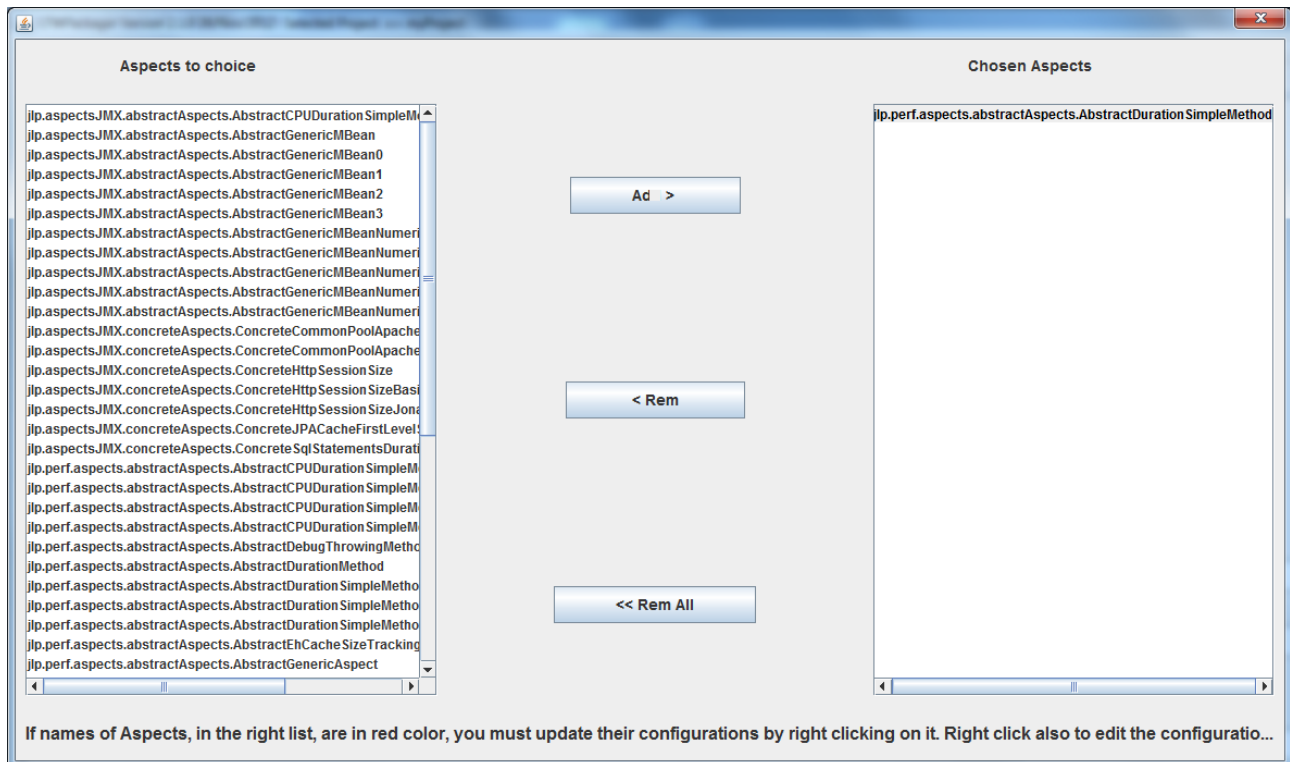 Aspects to choice
Chosen Aspects
jlp.aspectsJMX.abstractAspects.AbstractCPUDurationSimpleM
jlp.aspectsJMX.abstractAspects.AbstractGenericMBean
jlp.aspectsJMX.abstractAspects.AbstractGenericMBean0
jlp.aspectsJMX.abstractAspects.AbstractGenericMBean1
jlp.aspectsJMX.abstractAspects.AbstractGenericMBean2
jlp.aspectsJMX.abstractAspects.AbstractGenericMBean3
jlp.aspectsJMX.abstractAspects.AbstractGenericMBeanNumeri
jlp.aspectsJMX.abstractAspects.AbstractGenericMBeanNumeri
jlp.aspectsJMX.abstractAspects.AbstractGenericMBeanNumeri
jlp.aspectsJMX.abstractAspects.AbstractGenericMBeanNumeri
jlp.aspectsJMX.abstractAspects.AbstractGenericMBeanNumeri
jlp.aspectsJMX.concreteAspects.ConcreteCommonPoolApache
jlp.aspectsJMX.concreteAspects.ConcreteCommonPoolApache
jlp.aspectsJMX.concreteAspects.ConcreteHttpSessionSize
jlp.aspectsJMX.concreteAspects.ConcreteHttpSessionSizeBasi
jlp.aspectsJMX.concreteAspects.ConcreteHttpSessionSizeJona
jlp.aspectsJMX.concreteAspects.ConcreteJPACacheFirstLevelS
jlp.aspectsJMX.concreteAspects.ConcreteSqlStatementsDurati
jlp.perf.aspects.abstractAspects.AbstractCPUDurationSimpleM
jlp.perf.aspects.abstractAspects.AbstractCPUDurationSimpleM
jlp.perf.aspects.abstractAspects.AbstractCPUDurationSimpleM
jlp.perf.aspects.abstractAspects.AbstractCPUDurationSimpleM
jlp.perf.aspects.abstractAspects.AbstractDebugThrowingMetho
jlp.perf.aspects.abstractAspects.AbstractDurationMethod
jlp.perf.aspects.abstractAspects.AbstractDurationSimpleMetho
jlp.perf.aspects.abstractAspects.AbstractDurationSimpleMetho
jlp.perf.aspects.abstractAspects.AbstractDurationSimpleMetho
jlp.perf.aspects.abstractAspects.AbstractEhCacheSizeTracking
jlp.perf.aspects.abstractAspects.AbstractGenericAspect
Ad >
< Rem
<< Rem All
jlp.perf.aspects.abstractAspects.AbstractDurationSimpleMethod
If names of Aspects, in the right list, are in red color, you must update their configurations by right clicking on it. Right click also to edit the configuratio...